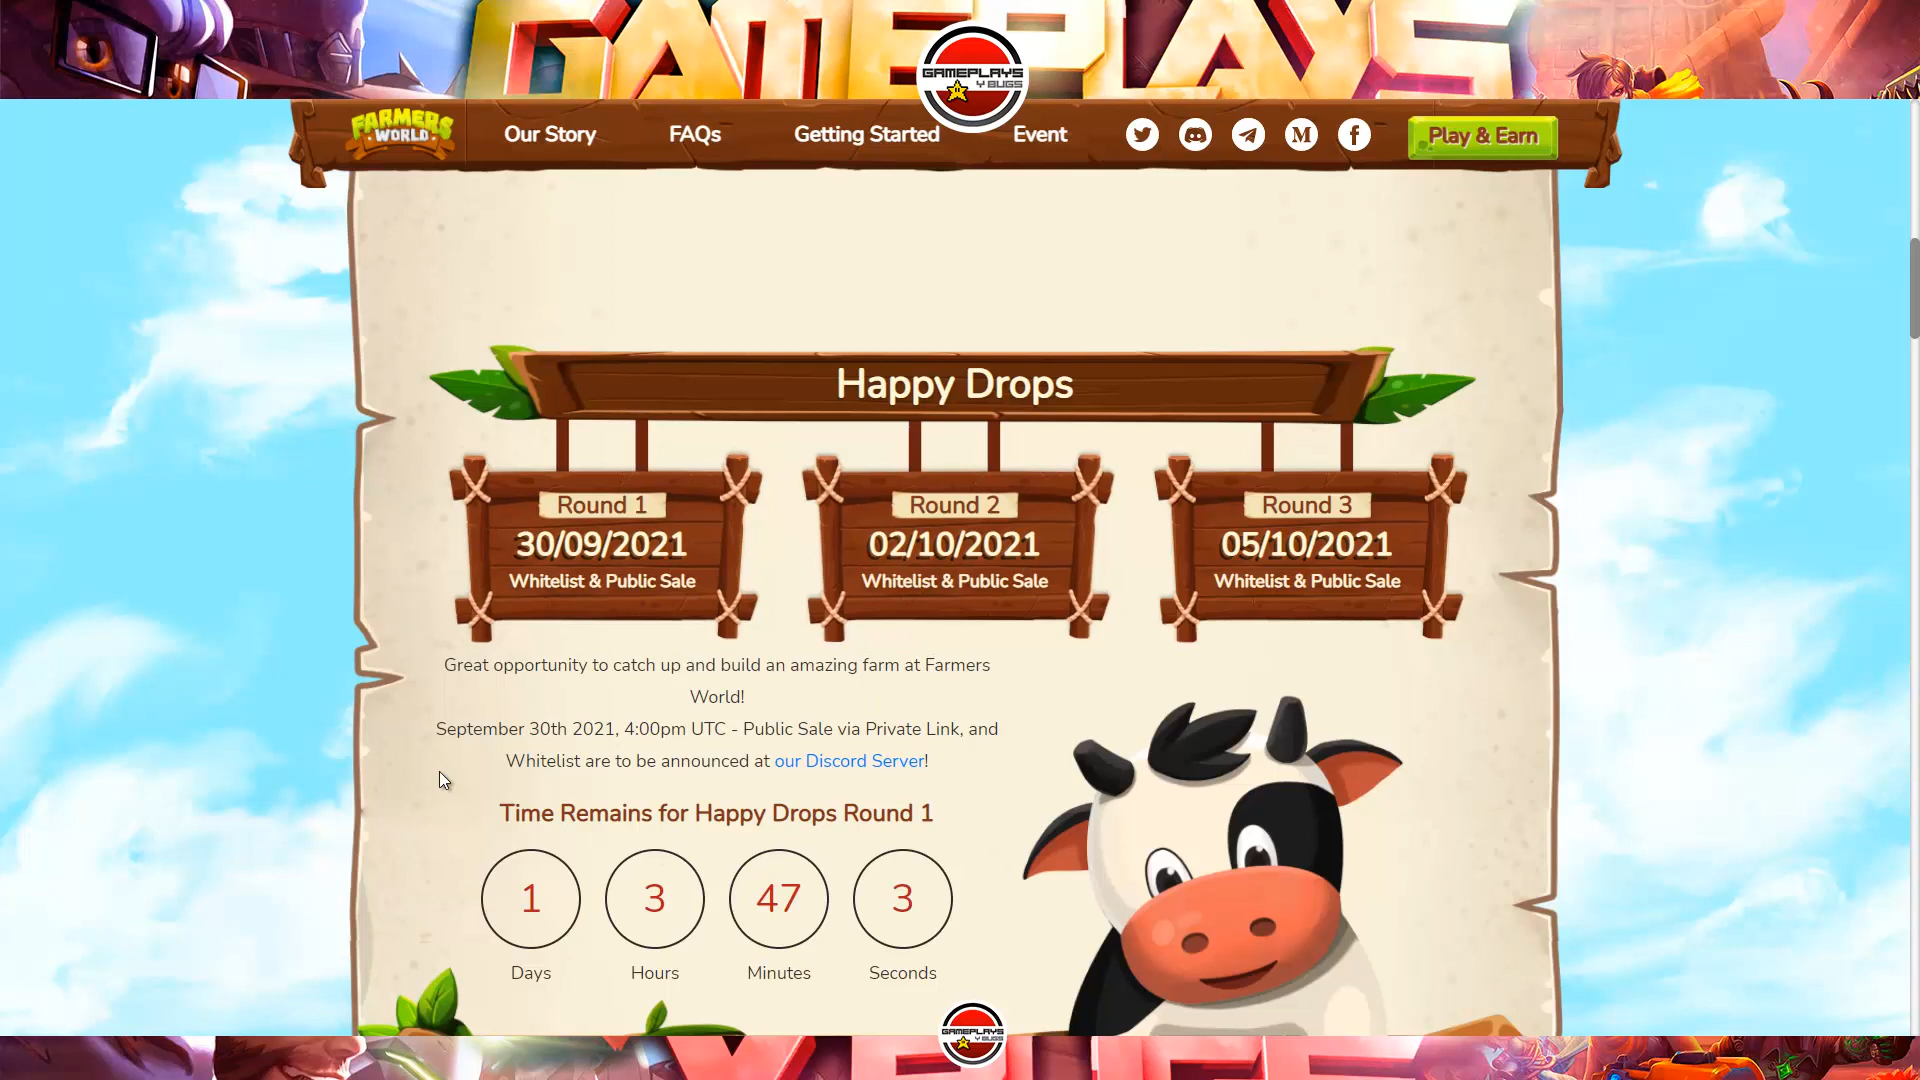 GAMEPLAYS
GAMEPLAYS
Y BUGS
FARMERS
WORLD
Our Story
FAQs
Getting Started
Event
Play & Earn
Happy Drops
Round 1
30/09/2021
Whitelist & Public Sale
Round 2
02/10/2021
Whitelist & Public Sale
Round 3
05/10/2021
Whitelist & Public Sale
Great opportunity to catch up and build an amazing farm at Farmers
World!
September 30th 2021, 4:00pm UTC - Public Sale via Private Link, and
Whitelist are to be announced at our Discord Server!
Time Remains for Happy Drops Round 1
1 3 47 3
Days Hours Minutes Seconds
GAMEPLAYS
Y BUGS